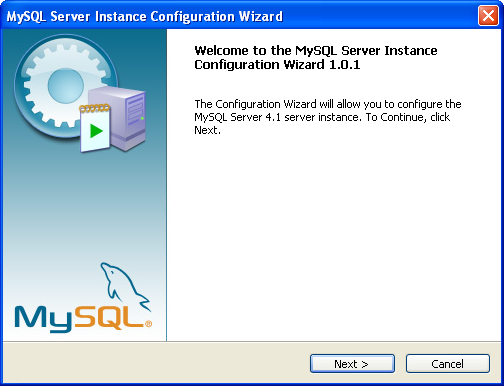 MySQL Server Instance Configuration Wizard
Welcome to the MySQL Server Instance
Configuration Wizard 1.0.1
The Configuration Wizard will allow you to configure the
MySQL Server 4.1 server instance. To Continue, click
Next.
MySQL®
Next >
Cancel